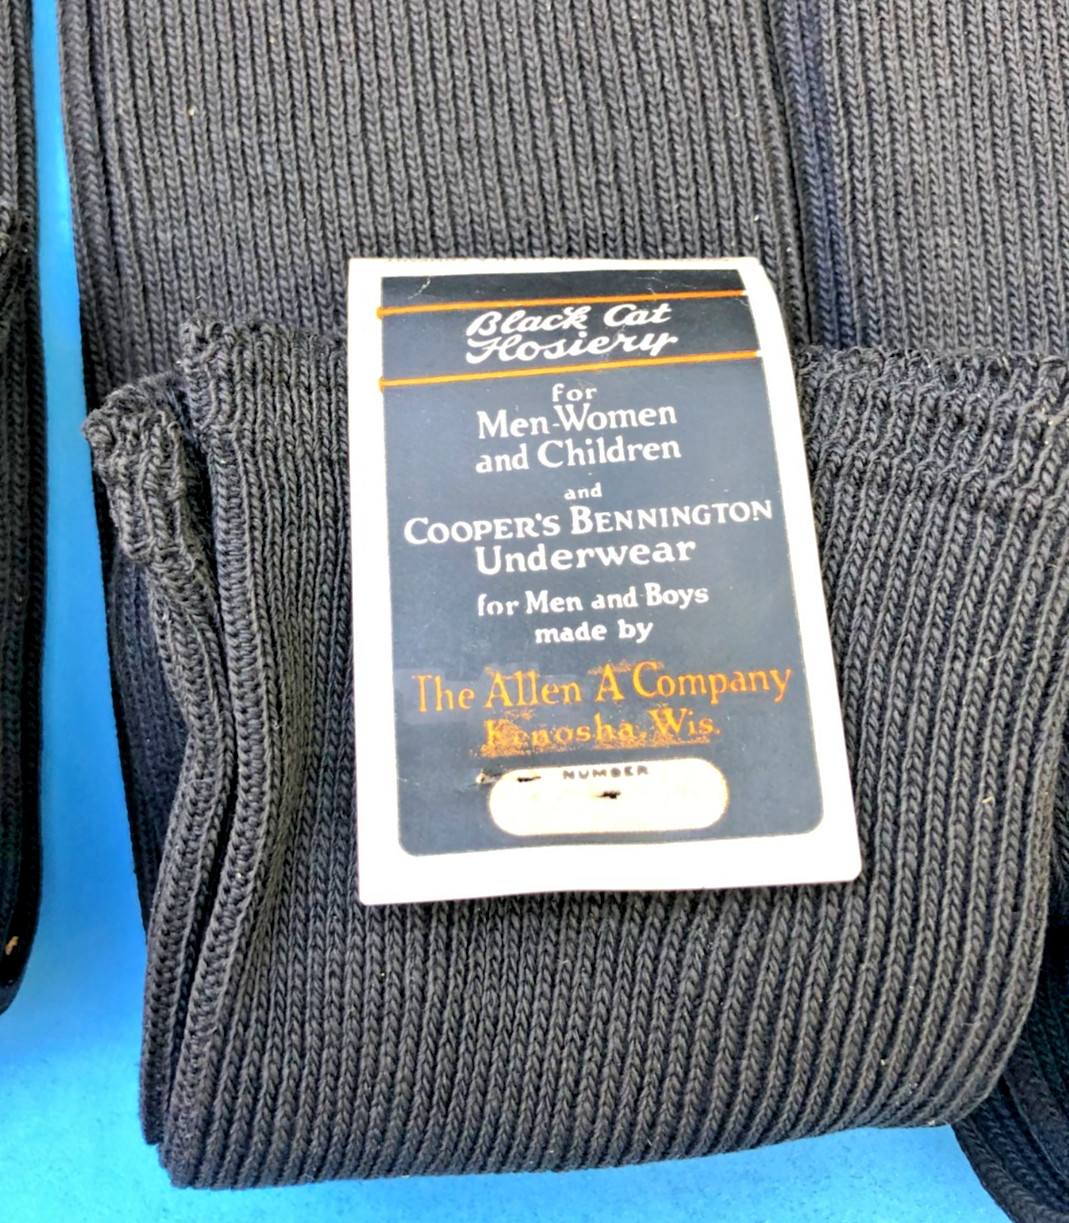 Black Cat
Hosiery
for
Men-Women
and Children
and
COOPER'S BENNINGTON
Underwear
for Men and Boys
made by
The Allen A Company
Kenosha, Wis.
NUMBER